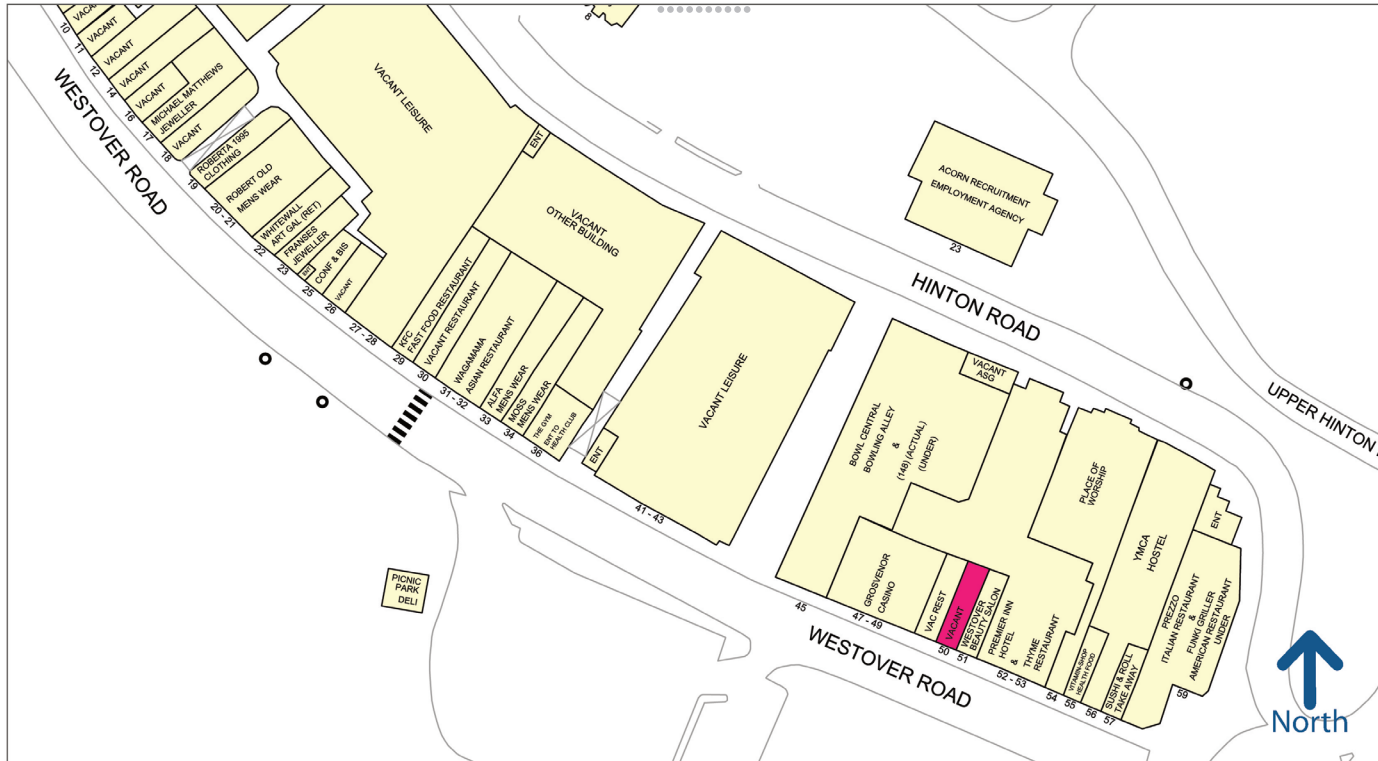 10
11
12
14
16
17
18
19
20 - 21
22
23
25
26
27 - 28
29
30
31 - 32
33
34
36
41 - 43
45
47 - 49
50
51
52 - 53
54
55
56
57
59
8
23
VACANT
VACANT
VACANT
VACANT
MICHAEL MATTHEWS
JEWELLER
VACANT
ROBERTA 1995
CLOTHING
ROBERT OLD
MENS WEAR
WHITEWALL
ART GAL (RET)
FRANSES
JEWELLER
ENT
CONF & BIS
VACANT
VACANT LEISURE
ENT
VACANT
OTHER BUILDING
KFC
FAST FOOD RESTAURANT
VACANT RESTAURANT
WAGAMAMA
ASIAN RESTAURANT
ALFA
MENS WEAR
MOSS
MENS WEAR
THE GYM
ENT TO
HEALTH CLUB
ENT
VACANT LEISURE
ACORN RECRUITMENT
EMPLOYMENT AGENCY
BOWL CENTRAL
BOWLING ALLEY
&
(148) (ACTUAL)
(UNDER)
VACANT
ASG
GROSVENOR
CASINO
VAC REST
VACANT
WESTOVER
BEAUTY SALON
PREMIER INN
HOTEL
&
THYME
RESTAURANT
PLACE OF
WORSHIP
VITAMIN-SHOP
HEALTH FOOD
YMCA
HOSTEL
SUSHI & ROLL
TAKE AWAY
ENT
PREZZO
ITALIAN RESTAURANT
&
FUNKI GRILLER
AMERICAN RESTAURANT
UNDER
PICNIC
PARK
DELI
WESTOVER ROAD
WESTOVER ROAD
HINTON ROAD
UPPER HINTON
North